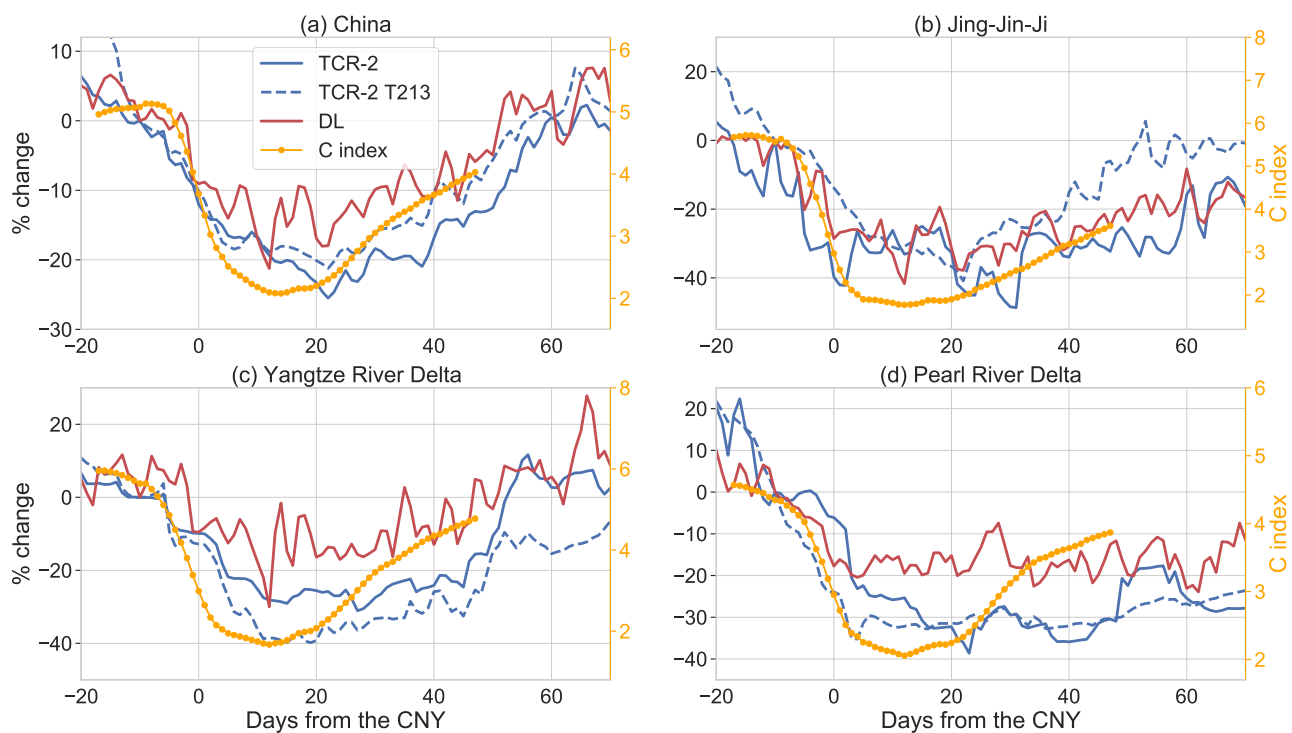 (a) China
(b) Jing-Jin-Ji
% change
10
0
−10
−20
−30
−20 0 20 40 60
6
5
4
3
2
TCR-2
TCR-2 T213
DL
C index
20
0
−20
−40
−20 0 20 40 60
8
7
6
5
4
3
2
C index
(c) Yangtze River Delta
(d) Pearl River Delta
% change
20
0
−20
−40
−20 0 20 40 60
8
6
4
2
Days from the CNY
20
10
0
−10
−20
−30
−40
−20 0 20 40 60
6
5
4
3
2
C index
Days from the CNY